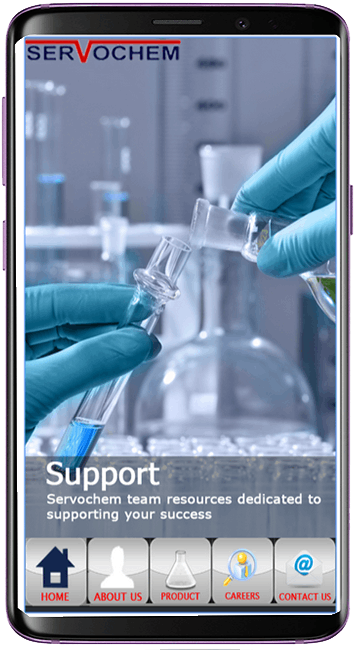 SERVOCHEM
Support
Servochem team resources dedicated to
supporting your success
HOME
ABOUT US
PRODUCT
CAREERS
CONTACT US